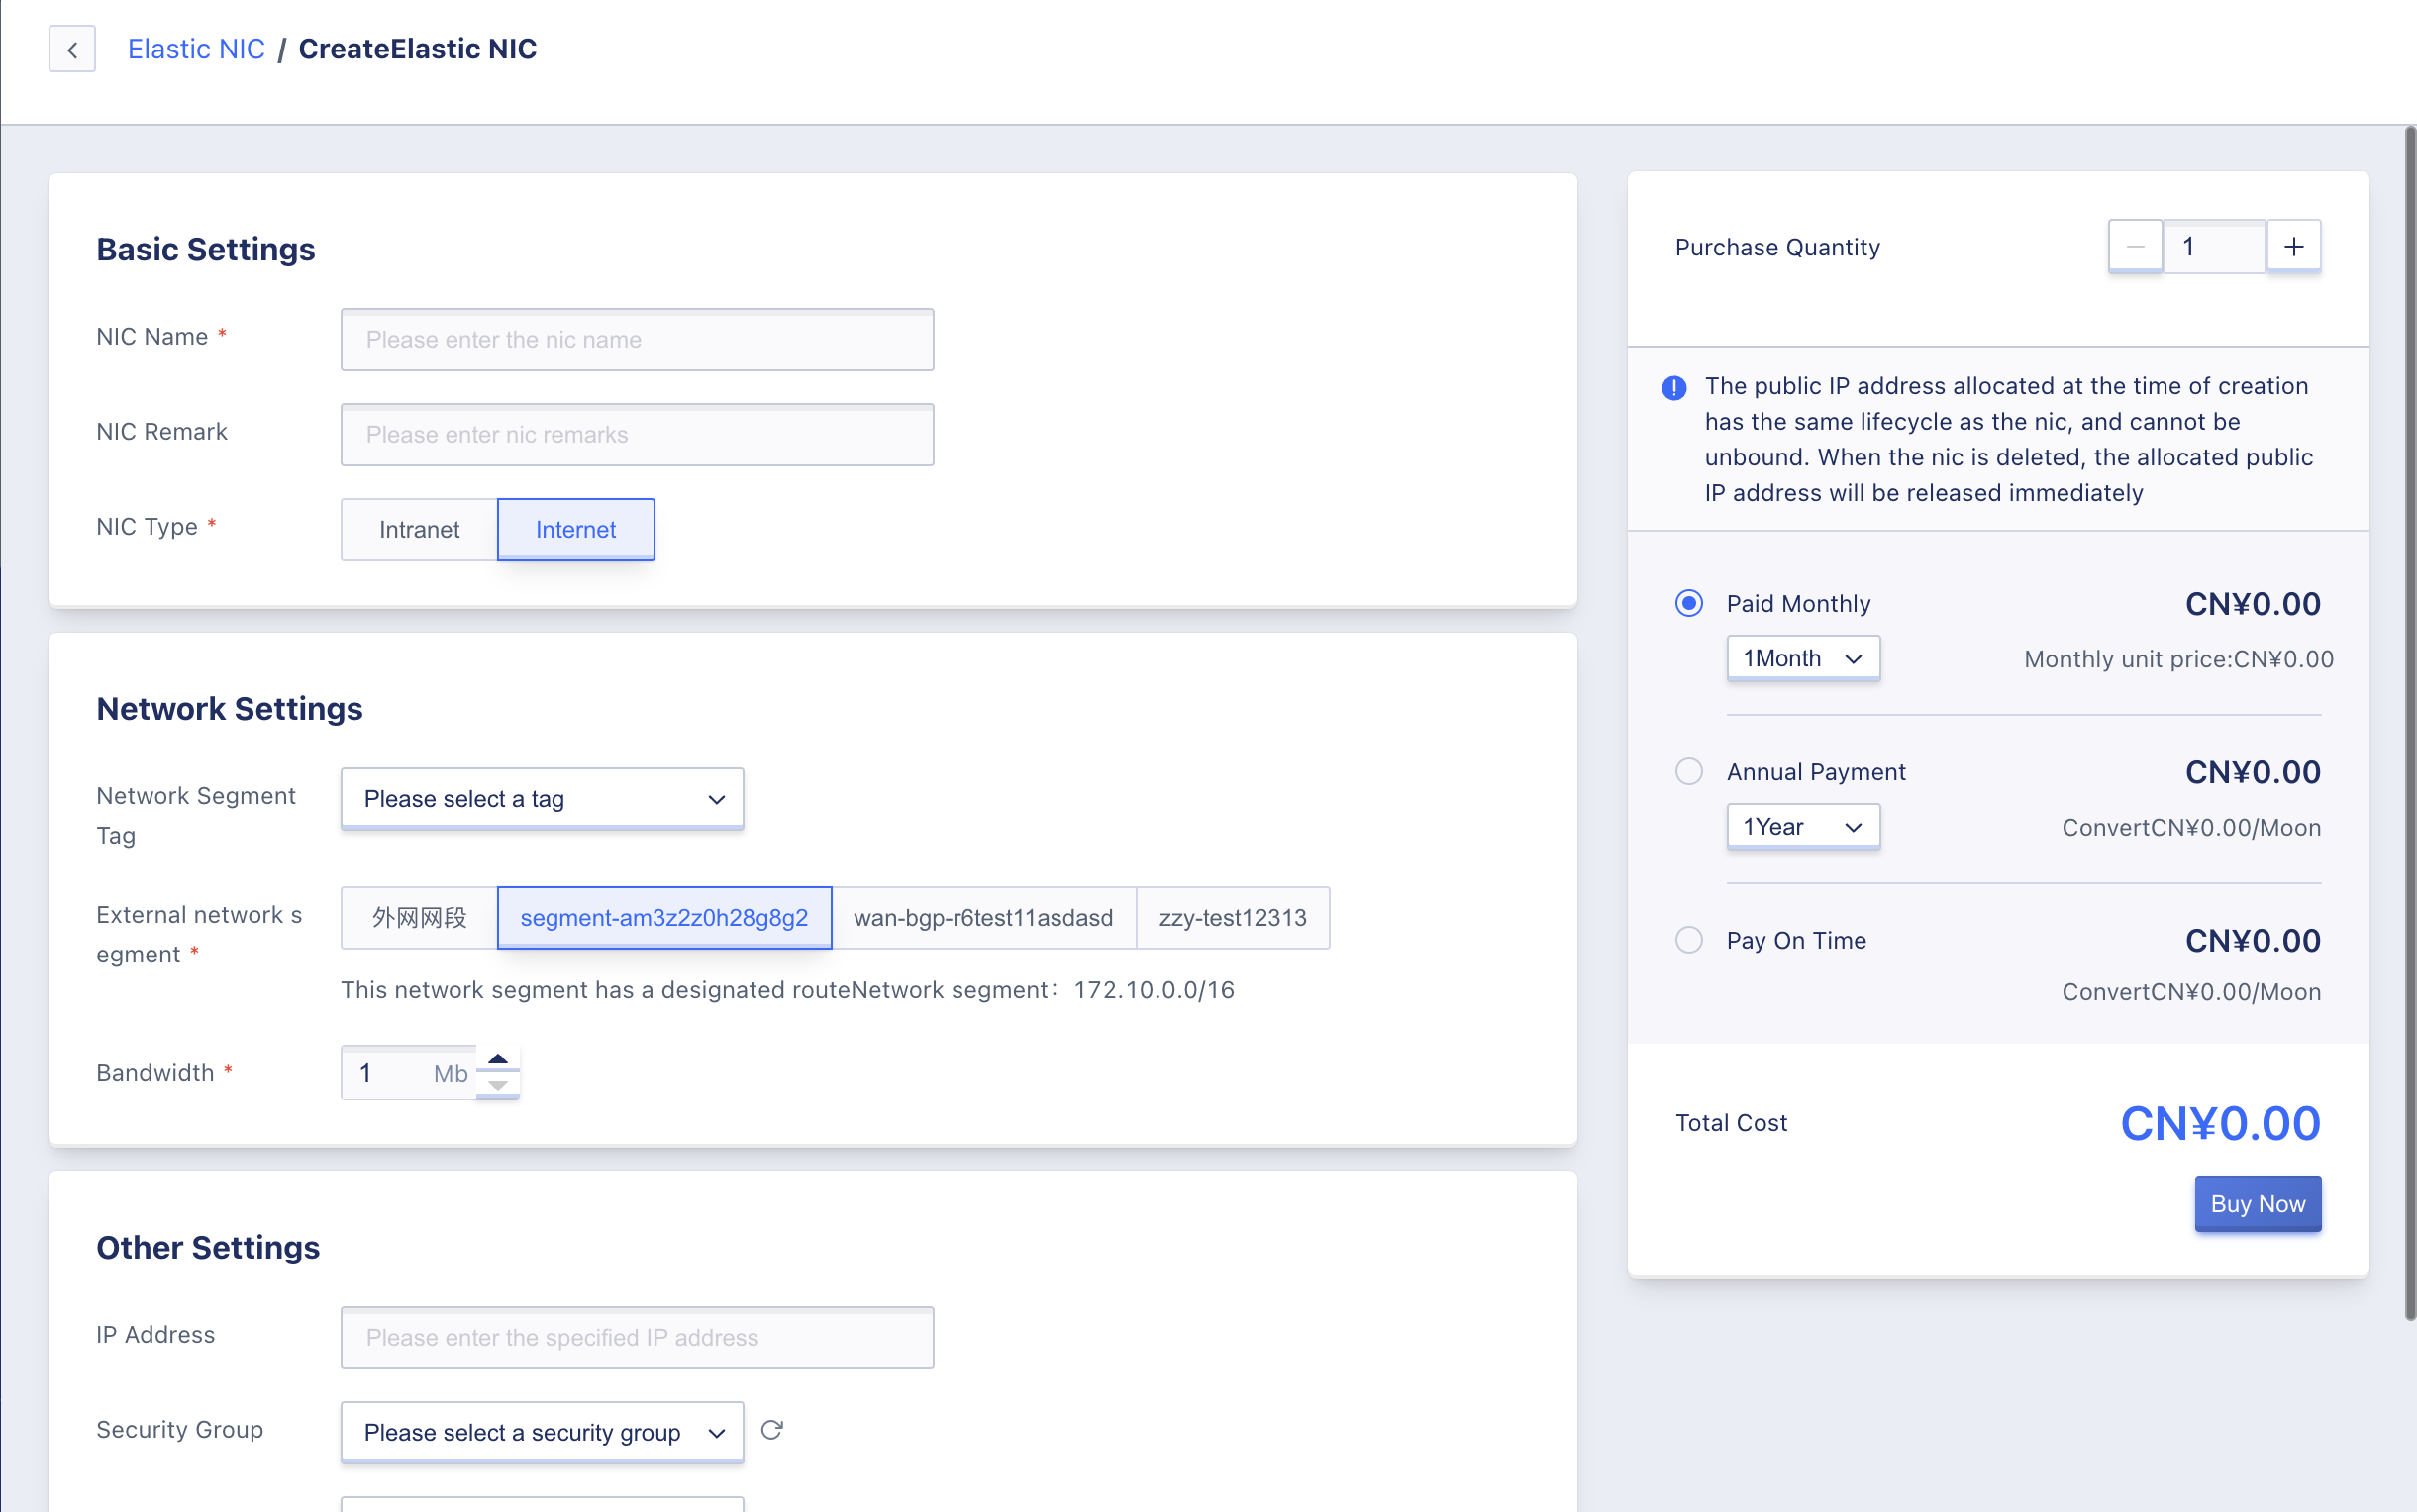 Elastic NIC / CreateElastic NIC
Basic Settings
NIC Name *
Please enter the nic name
NIC Remark
Please enter nic remarks
NIC Type *
Intranet
Internet
Network Settings
Network Segment
Tag
Please select a tag
External network s
egment *
外网网段
segment-am3z2z0h28g8g2
wan-bgp-r6test11asdasd
zzy-test12313
This network segment has a designated routeNetwork segment：172.10.0.0/16
Bandwidth *
1
Mb
Other Settings
IP Address
Please enter the specified IP address
Security Group
Please select a security group
Purchase Quantity
1
The public IP address allocated at the time of creation
has the same lifecycle as the nic, and cannot be
unbound. When the nic is deleted, the allocated public
IP address will be released immediately
Paid Monthly
CN¥0.00
1Month
Monthly unit price:CN¥0.00
Annual Payment
CN¥0.00
1Year
ConvertCN¥0.00/Moon
Pay On Time
CN¥0.00
ConvertCN¥0.00/Moon
Total Cost
CN¥0.00
Buy Now